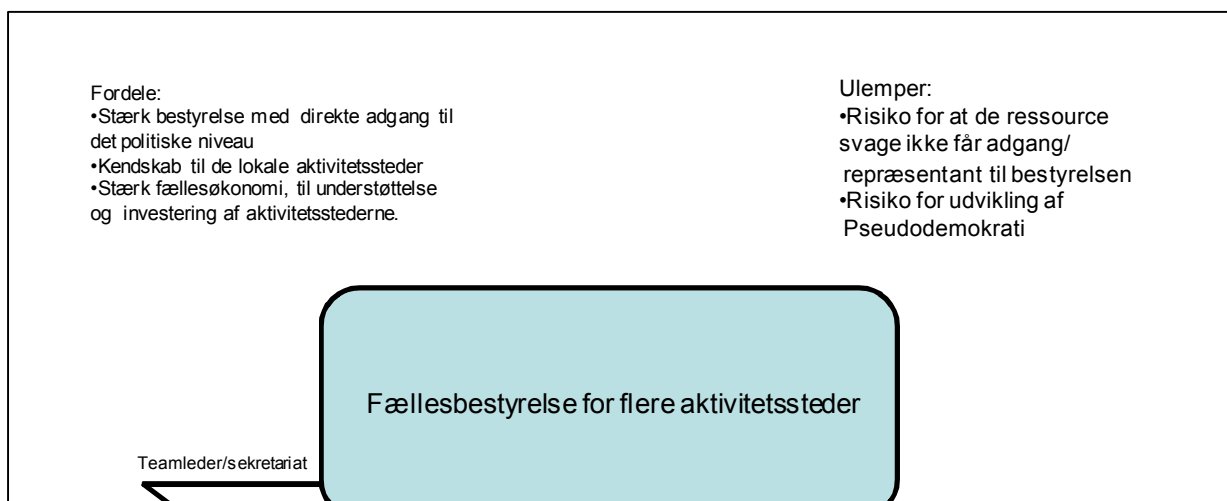 Fordele:
•Stærk bestyrelse med direkte adgang til
det politiske niveau
•Kendskab til de lokale aktivitetssteder
•Stærk fællesøkonomi, til understøttelse
og investering af aktivitetsstederne.
Ulemper:
•Risiko for at de ressource
svage ikke får adgang/
repræsentant til bestyrelsen
•Risiko for udvikling af
Pseudodemokrati
Fællesbestyrelse for flere aktivitetssteder
Teamleder/sekretariat